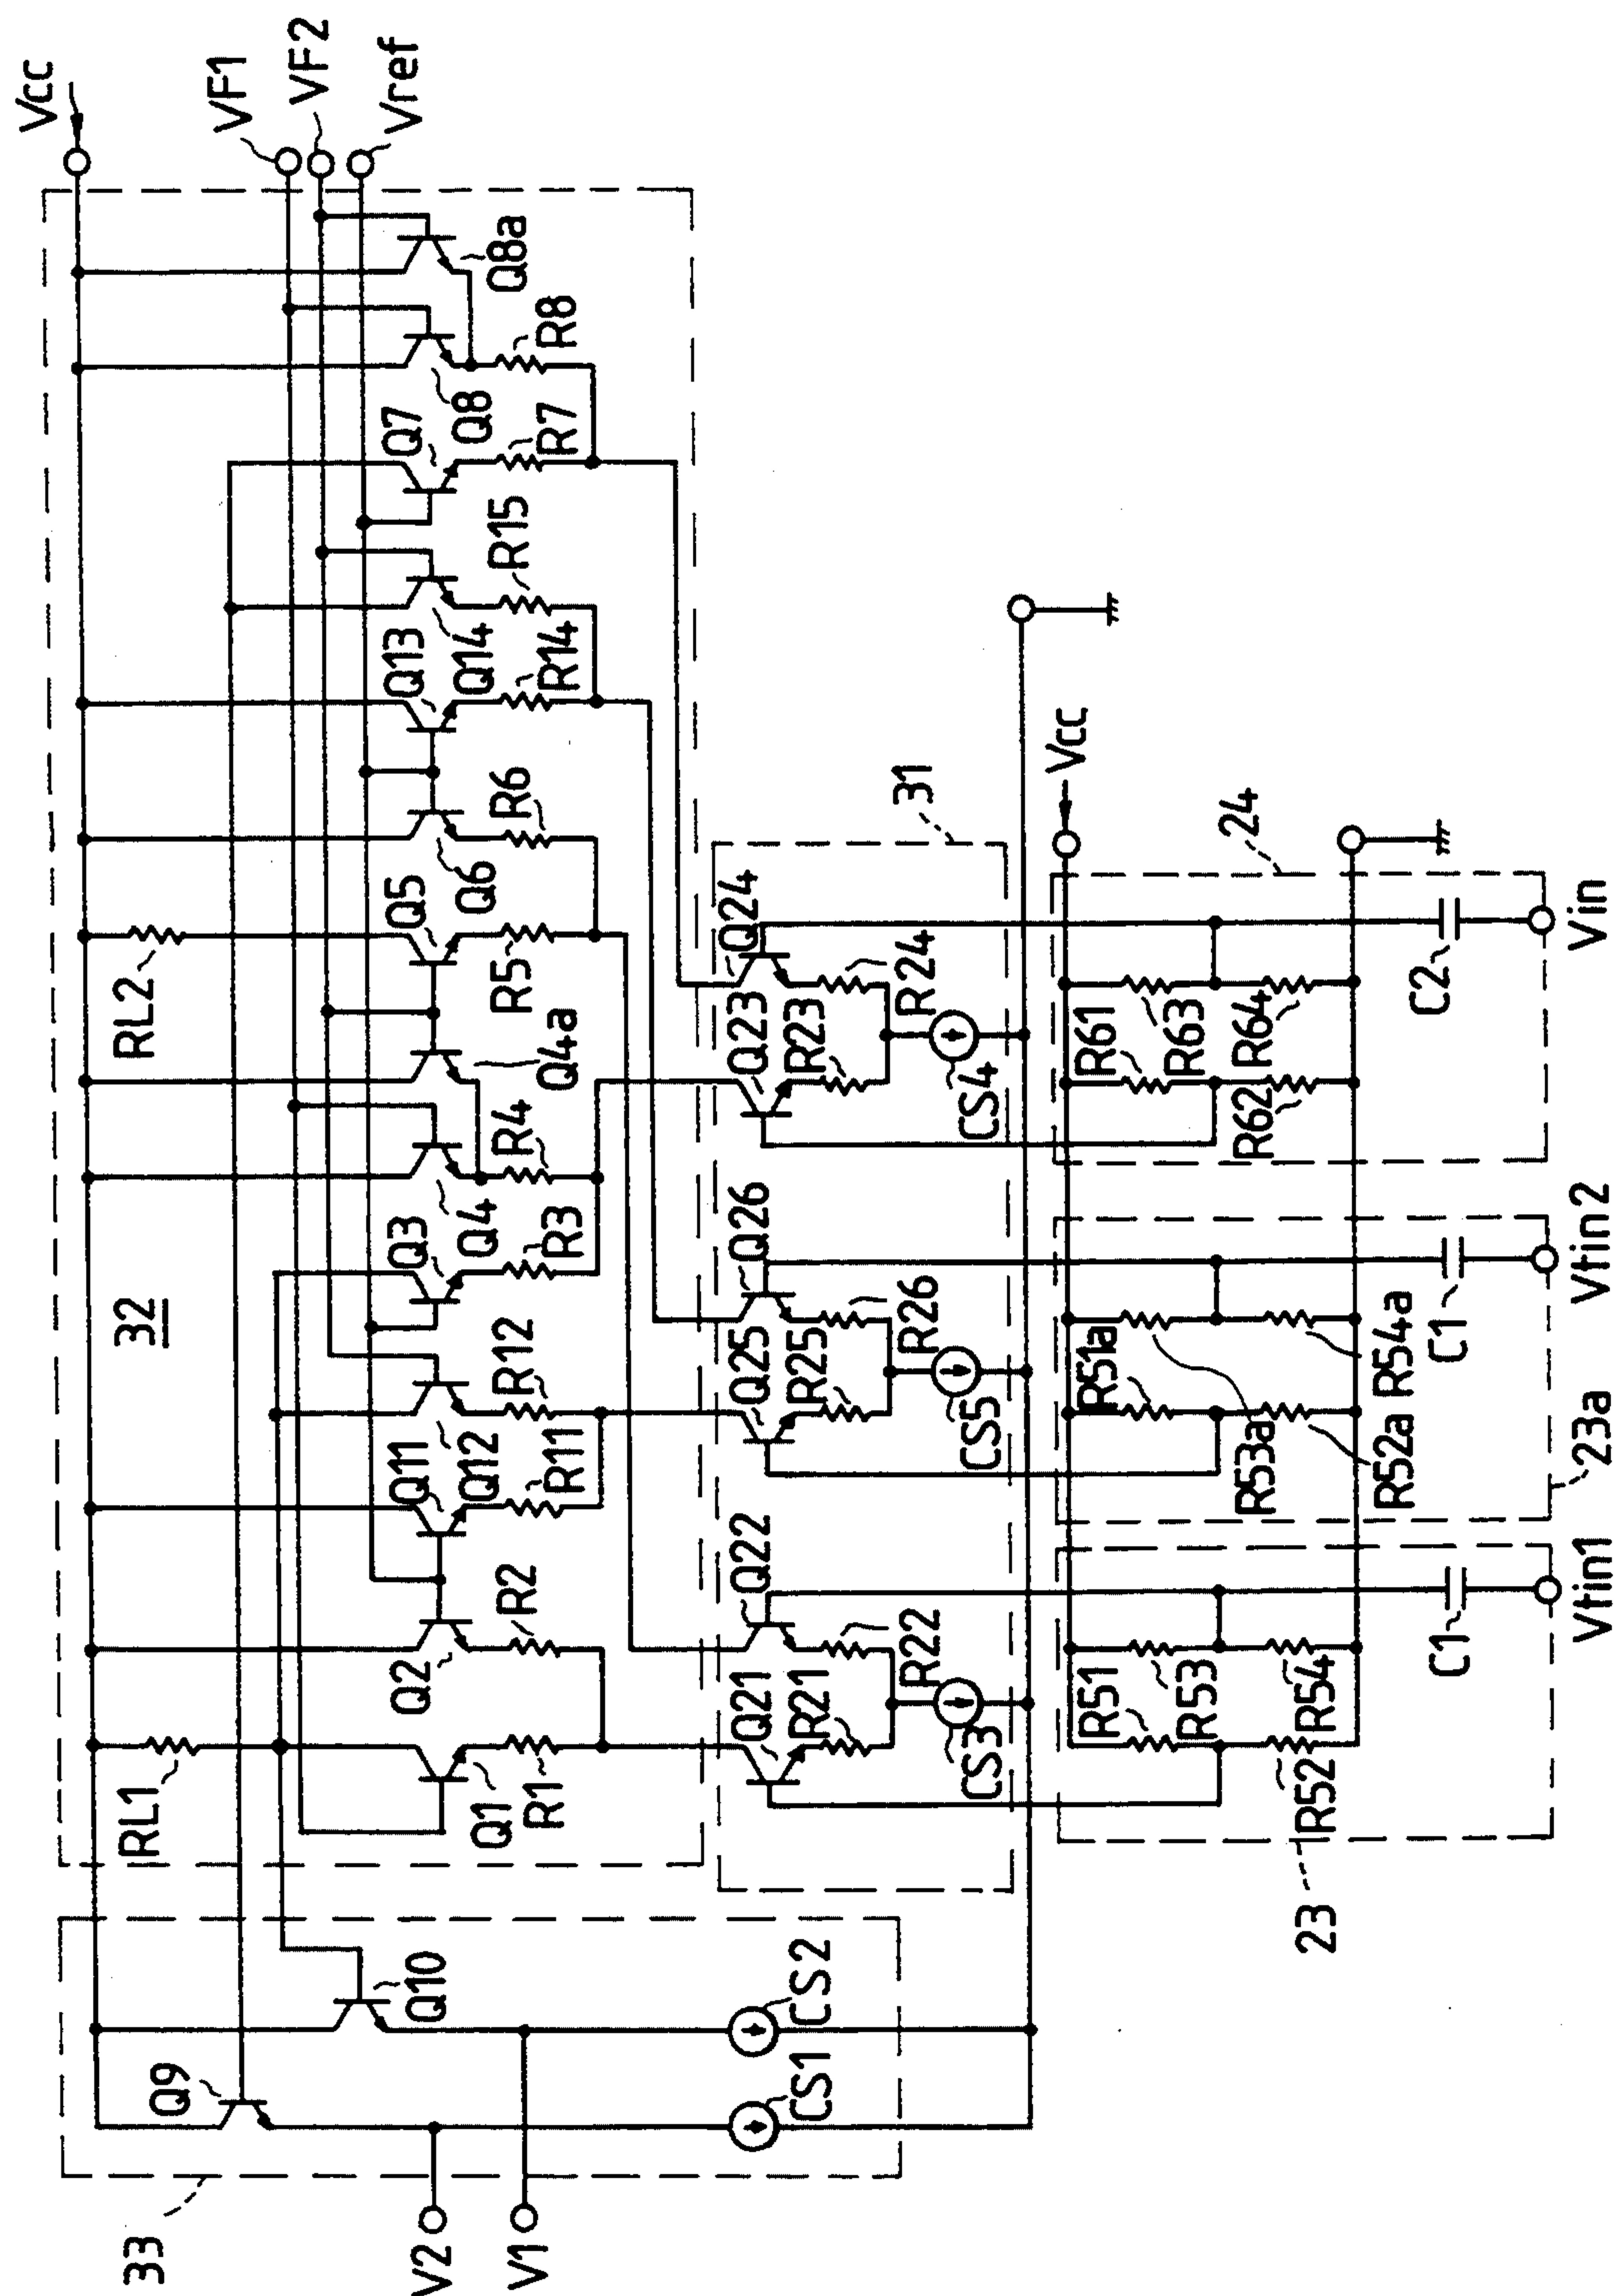 Vcc
VF1
VF2
Vref
32
RL1
RL2
Q1
Q2
Q11
Q12
Q3
Q4
Q4a
Q5
Q6
Q13
Q14
Q7
Q8
Q8a
R1
R2
R11
R12
R3
R4
R5
R6
R14
R15
R7
R8
33
Q9
Q10
V2
V1
CS1
CS2
31
Q21
Q22
Q25
Q26
Q23
Q24
R21
R22
R25
R26
R23
R24
CS3
CS5
CS4
Vcc
23
R51
R53
R52
R54
C1
Vtin1
23a
R51a
R53a
R52a
R54a
C1
Vtin2
24
R61
R63
R62
R64
C2
Vin